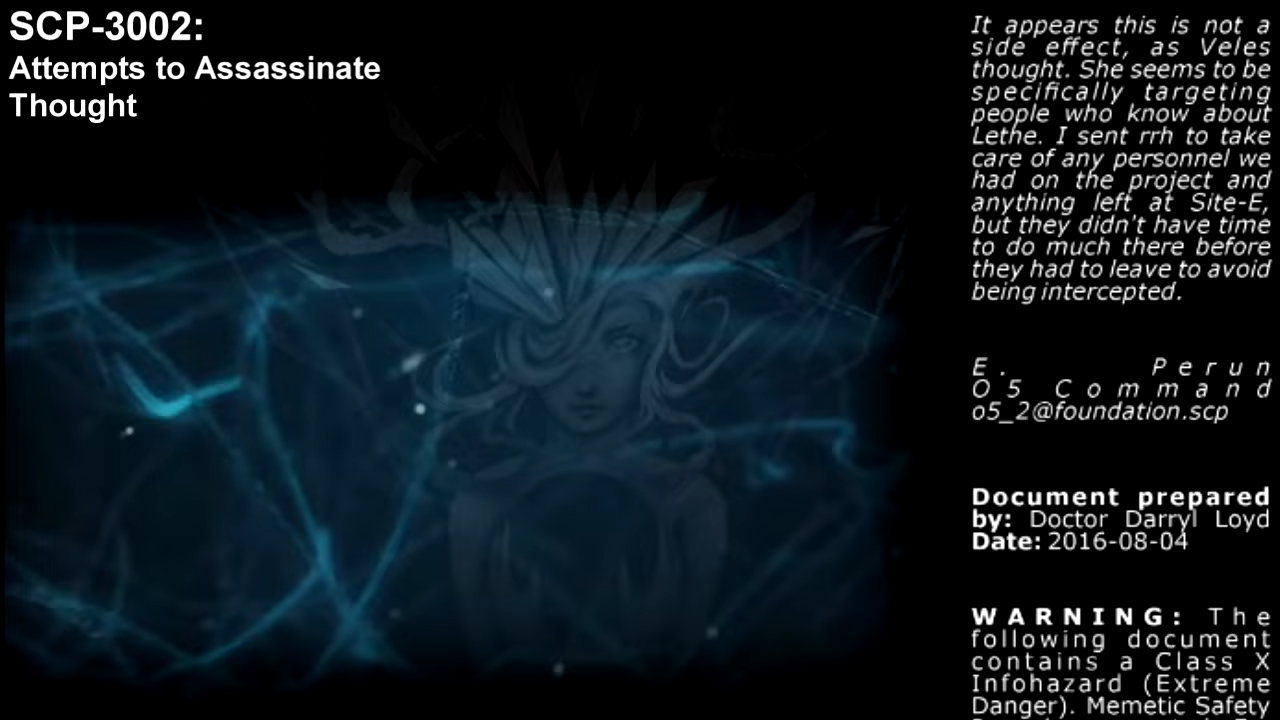 SCP-3002:
Attempts to Assassinate
Thought
It appears this is not a
side effect, as Veles
thought. She seems to be
specifically targeting
people who know about
Lethe. I sent rrh to take
care of any personnel we
had on the project and
anything left at Site-E,
but they didn't have time
to do much there before
they had to leave to avoid
being intercepted.
E. Perun
O5 Command
o5_2@foundation.scp
Document prepared
by: Doctor Darryl Loyd
Date: 2016-08-04
WARNING: The
following document
contains a Class X
Infohazard (Extreme
Danger). Memetic Safety